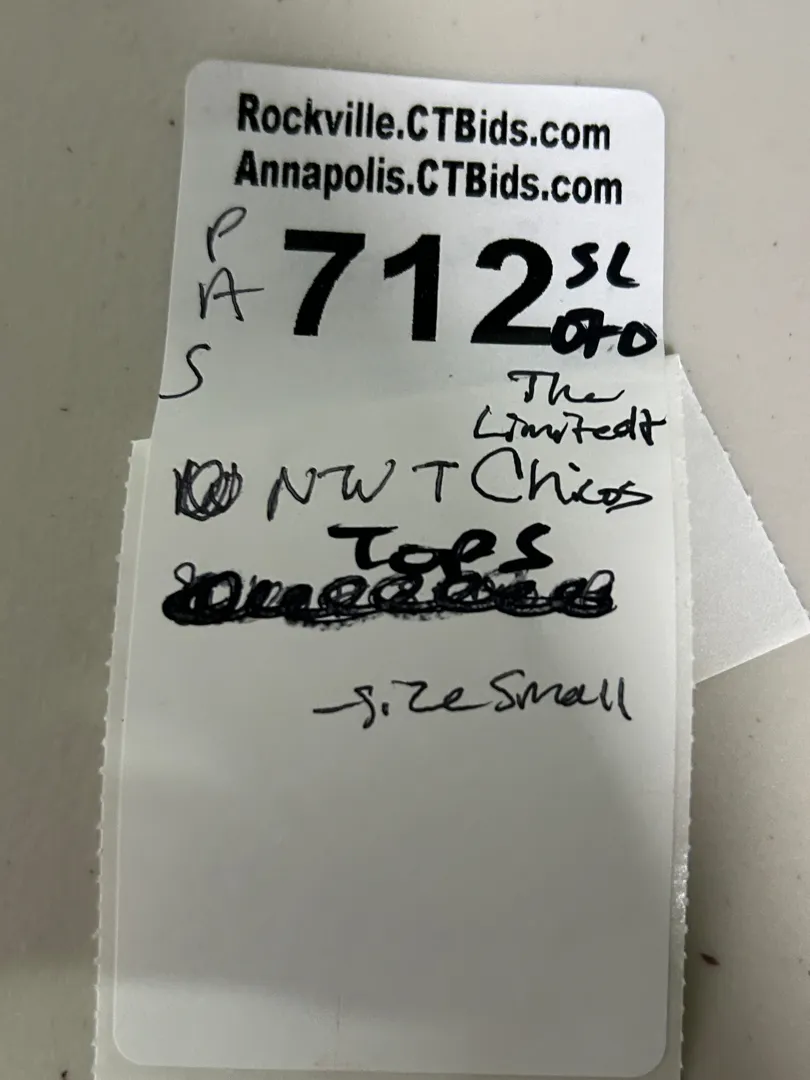 Rockville.CTBids.com
Annapolis.CTBids.com
P
A
S
712 SL
The
Limited
NWT Chicos
TOPS
- size Small